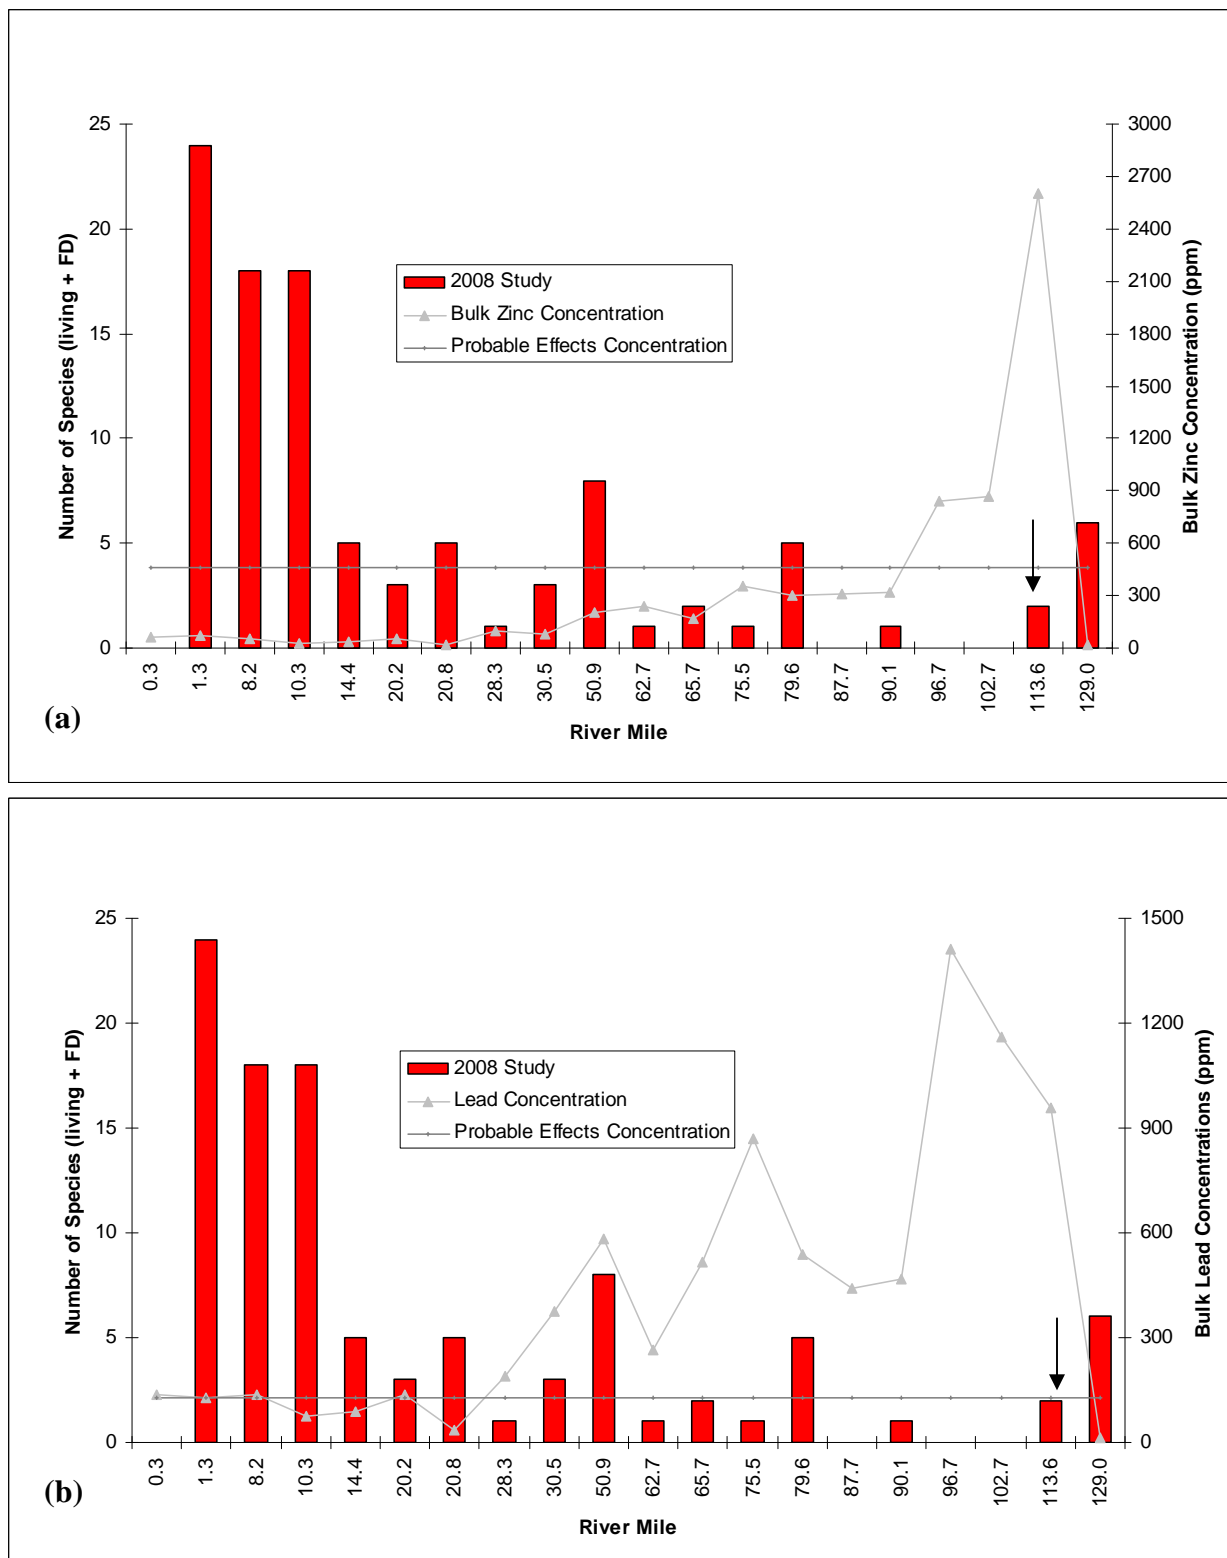 25
20
15
10
5
0
Number of Species (living + FD)
2008 Study
Bulk Zinc Concentration
Probable Effects Concentration
3000
2700
2400
2100
1800
1500
1200
900
600
300
0
Bulk Zinc Concentration (ppm)
0.3 1.3 8.2 10.3 14.4 20.2 20.8 28.3 30.5 50.9 62.7 65.7 75.5 79.6 87.7 90.1 96.7 102.7 113.6 129.0
(a)
River Mile
25
20
15
10
5
0
Number of Species (living + FD)
2008 Study
Lead Concentration
Probable Effects Concentration
1500
1200
900
600
300
0
Bulk Lead Concentrations (ppm)
0.3 1.3 8.2 10.3 14.4 20.2 20.8 28.3 30.5 50.9 62.7 65.7 75.5 79.6 87.7 90.1 96.7 102.7 113.6 129.0
(b)
River Mile